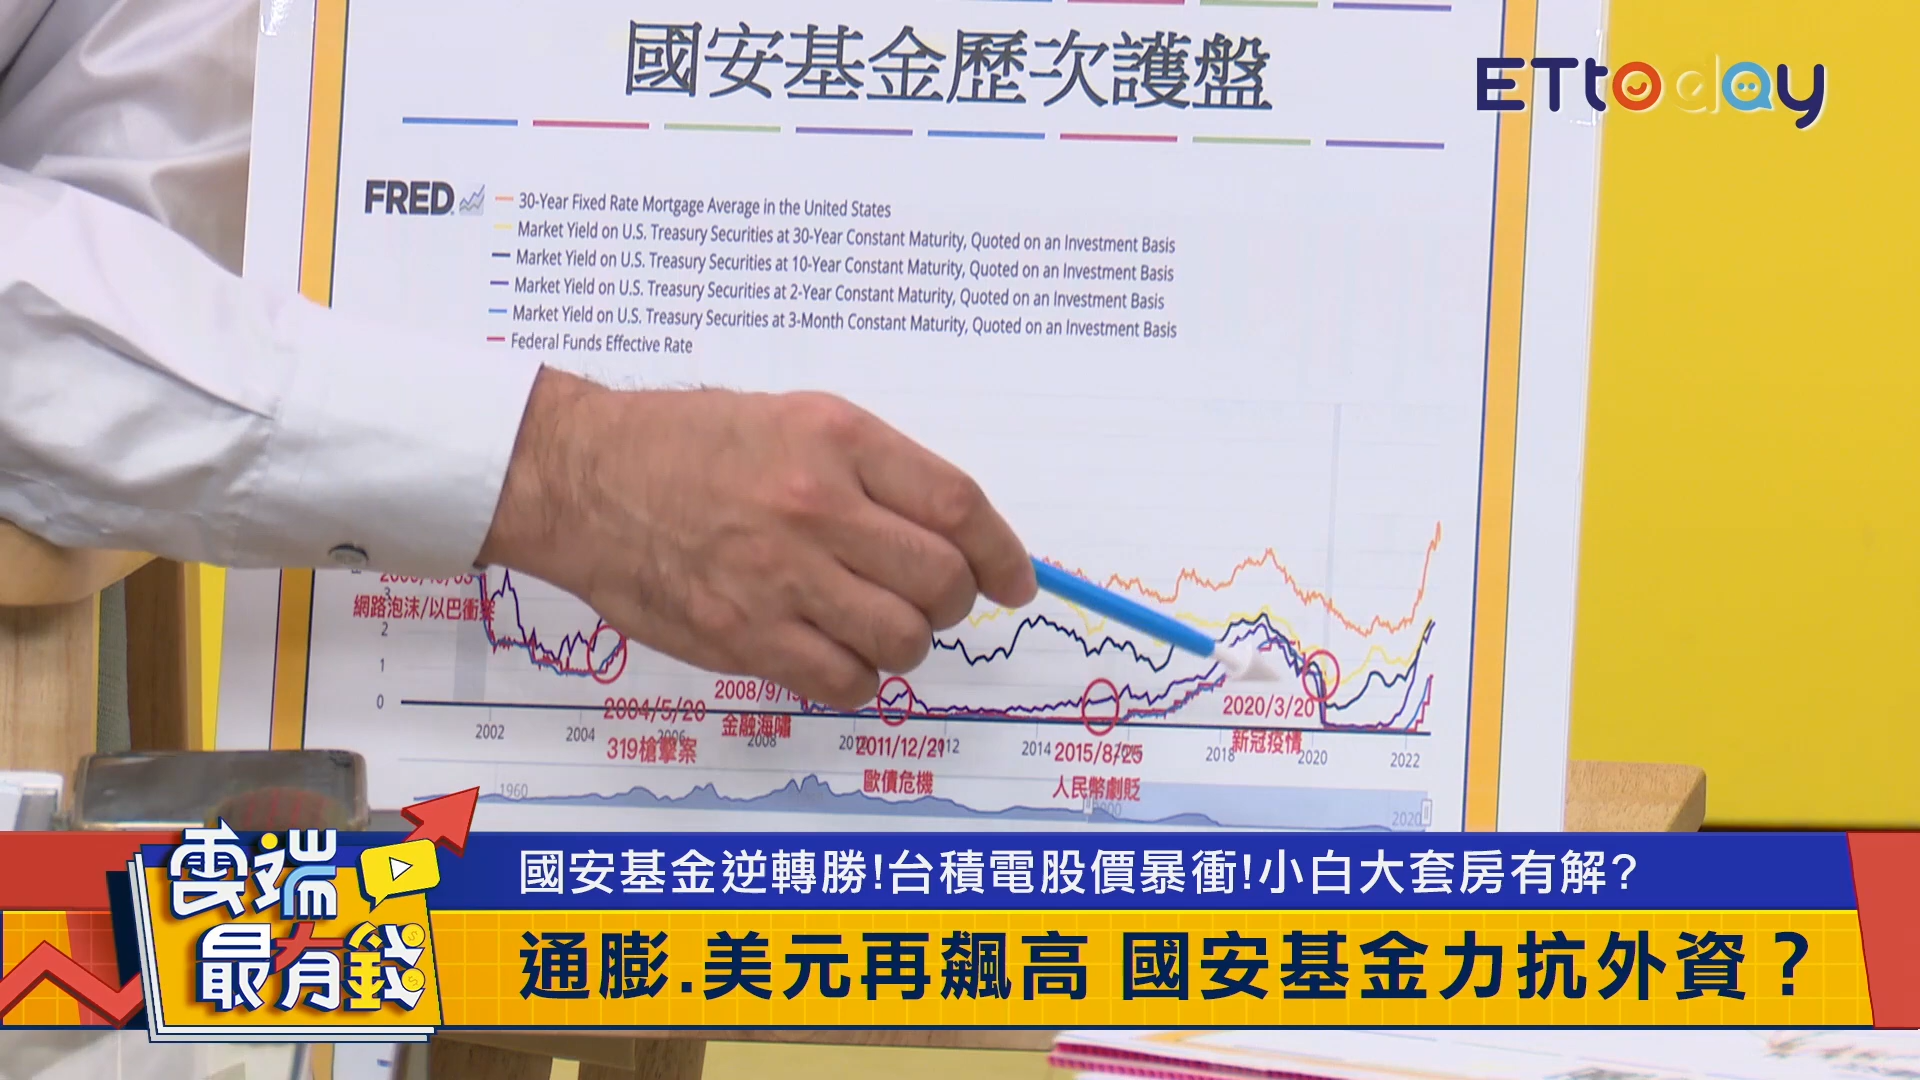 國安基金歷次護盤
ETtoday
FRED
30-Year Fixed Rate Mortgage Average in the United States
Market Yield on U.S. Treasury Securities at 30-Year Constant Maturity, Quoted on an Investment Basis
Market Yield on U.S. Treasury Securities at 10-Year Constant Maturity, Quoted on an Investment Basis
Market Yield on U.S. Treasury Securities at 2-Year Constant Maturity, Quoted on an Investment Basis
Market Yield on U.S. Treasury Securities at 3-Month Constant Maturity, Quoted on an Investment Basis
Federal Funds Effective Rate
網路泡沫/以巴衝突
2
1
0
2004/5/20
319槍擊案
金融海嘯
2011/12/21
歐債危機
2015/8/25
人民幣劇貶
2020/3/20
新冠疫情
2002 2004 2006 2008 2012 2014 2018 2020 2022
1960 2020
雲端
最有錢
國安基金逆轉勝!台積電股價暴衝!小白大套房有解?
通膨.美元再飆高 國安基金力抗外資?